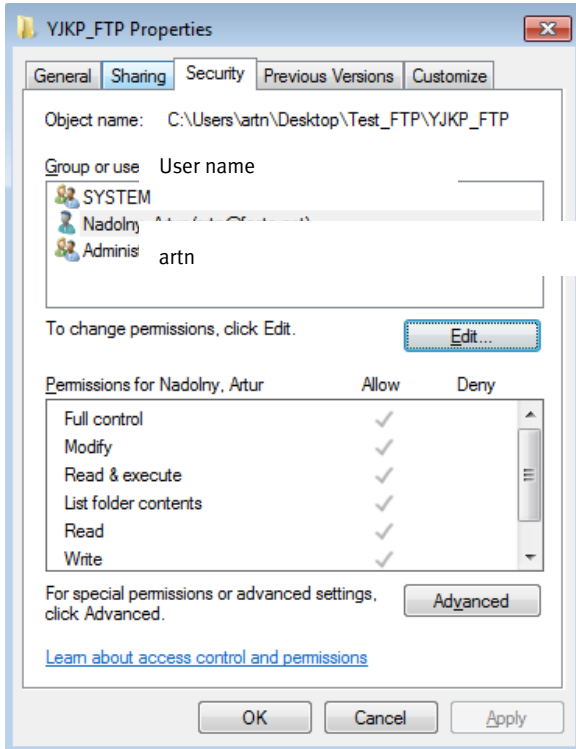 YJKP_FTP Properties
General Sharing Security Previous Versions Customize
Object name: C:\Users\artn\Desktop\Test_FTP\YJKP_FTP
Group or use User name
SYSTEM
Nadolny
Adminis
artn
To change permissions, click Edit.
Edit...
Permissions for Nadolny, Artur Allow Deny
Full control
Modify
Read & execute
List folder contents
Read
Write
For special permissions or advanced settings,
click Advanced.
Advanced
Learn about access control and permissions
OK Cancel Apply